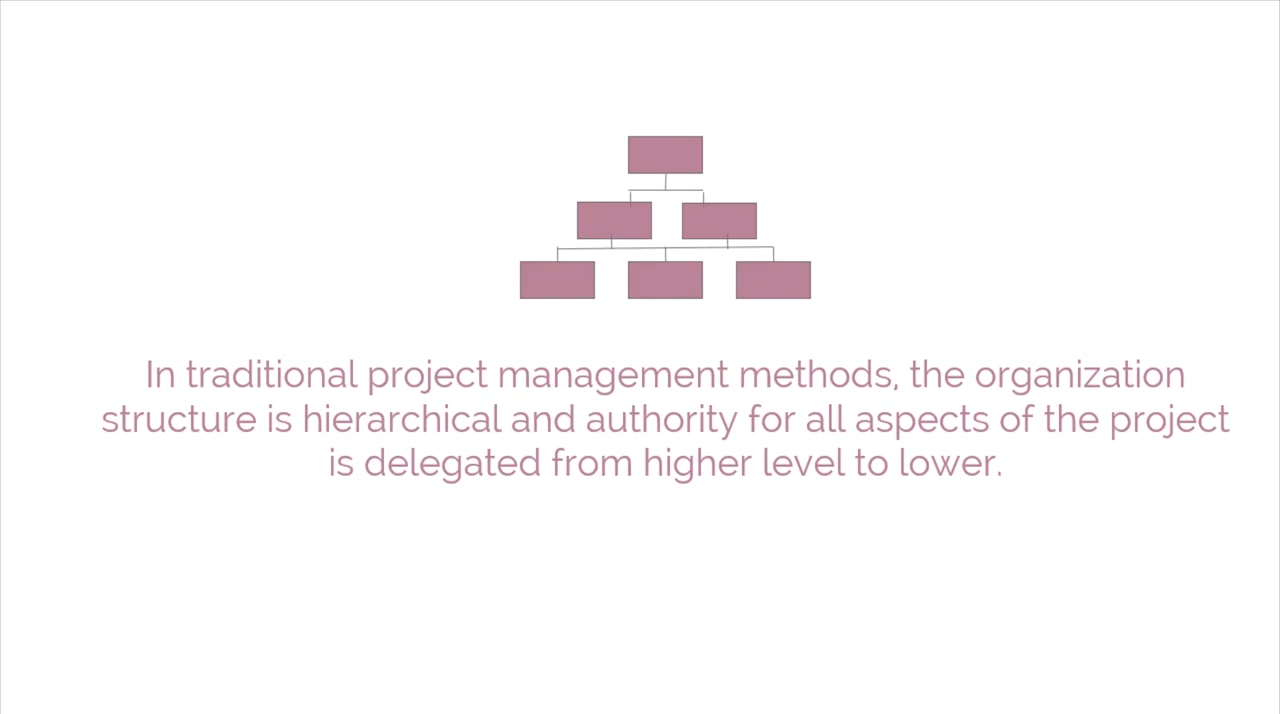 In traditional project management methods, the organization
structure is hierarchical and authority for all aspects of the project
is delegated from higher level to lower.